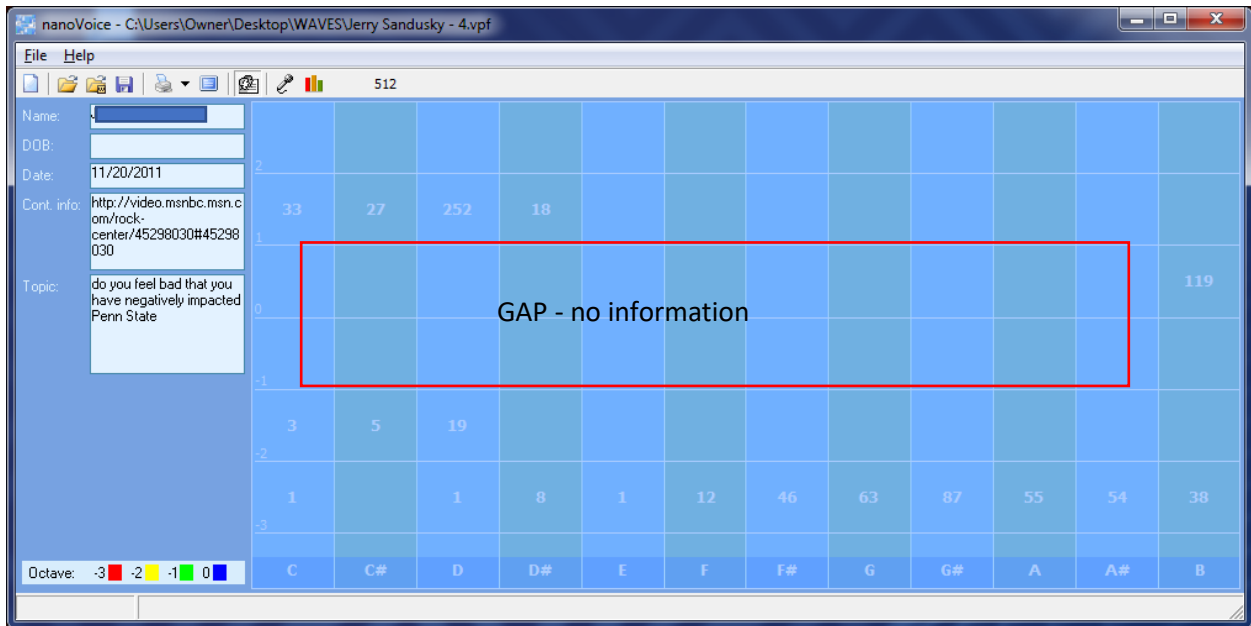 nanoVoice - C:\Users\Owner\Desktop\WAVES\Jerry Sandusky - 4.vpf
File Help
512
Name:
DOB:
Date: 11/20/2011
Cont. info: http://video.msnbc.msn.c
om/rock-
center/45298030#45298
030
Topic: do you feel bad that you
have negatively impacted
Penn State
2
33 27 252 18
1
119
0
GAP - no information
-1
3 5 19
-2
1 1 8 1 12 46 63 87 55 54 38
-3
C C# D D# E F F# G G# A A# B
Octave: -3 -2 -1 0